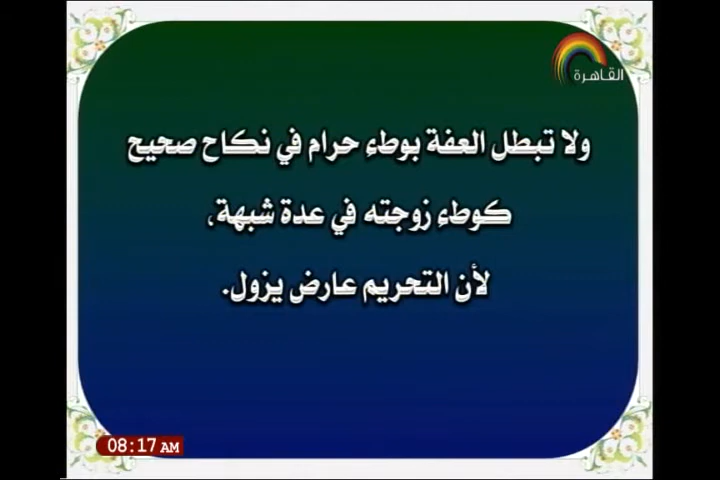 القاهرة
ولا تبطل العفة بوطء حرام في نكاح صحيح
كوطء زوجته في عدة شبهة،
لأن التحريم عارض يزول.
08:17 AM